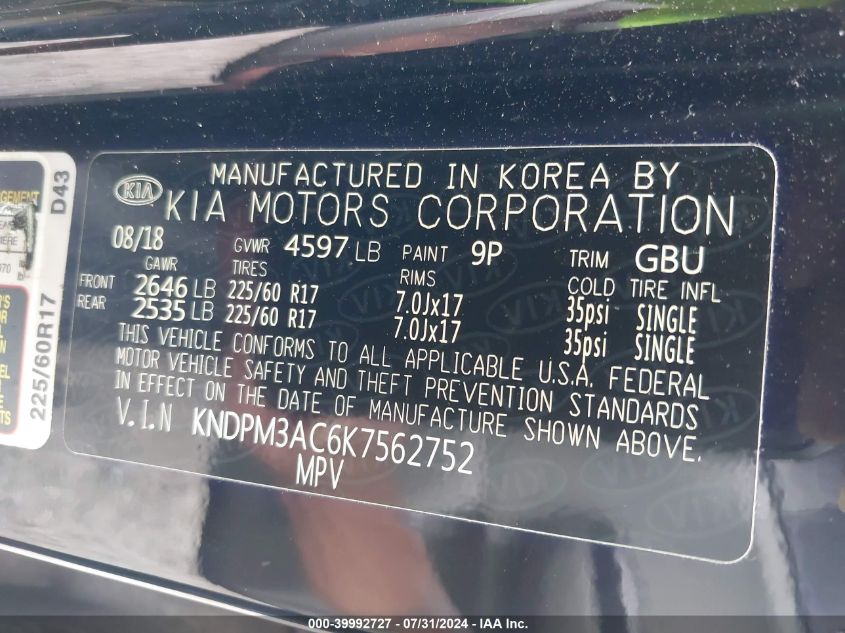 MANUFACTURED IN KOREA BY
KIA KIA MOTORS CORPORATION
08/18 GVWR 4597 LB PAINT 9P TRIM GBU
GAWR TIRES RIMS COLD TIRE INFL
FRONT 2646 LB 225/60 R17 7.0Jx17 35psi SINGLE
REAR 2535 LB 225/60 R17 7.0Jx17 35psi SINGLE
THIS VEHICLE CONFORMS TO ALL APPLICABLE U.S.A. FEDERAL
MOTOR VEHICLE SAFETY AND THEFT PREVENTION STANDARDS
IN EFFECT ON THE DATE OF MANUFACTURE SHOWN ABOVE.
V.I.N KNDPM3AC6K7562752
MPV
D43
225/60R17
000-39992727 - 07/31/2024 - IAA Inc.